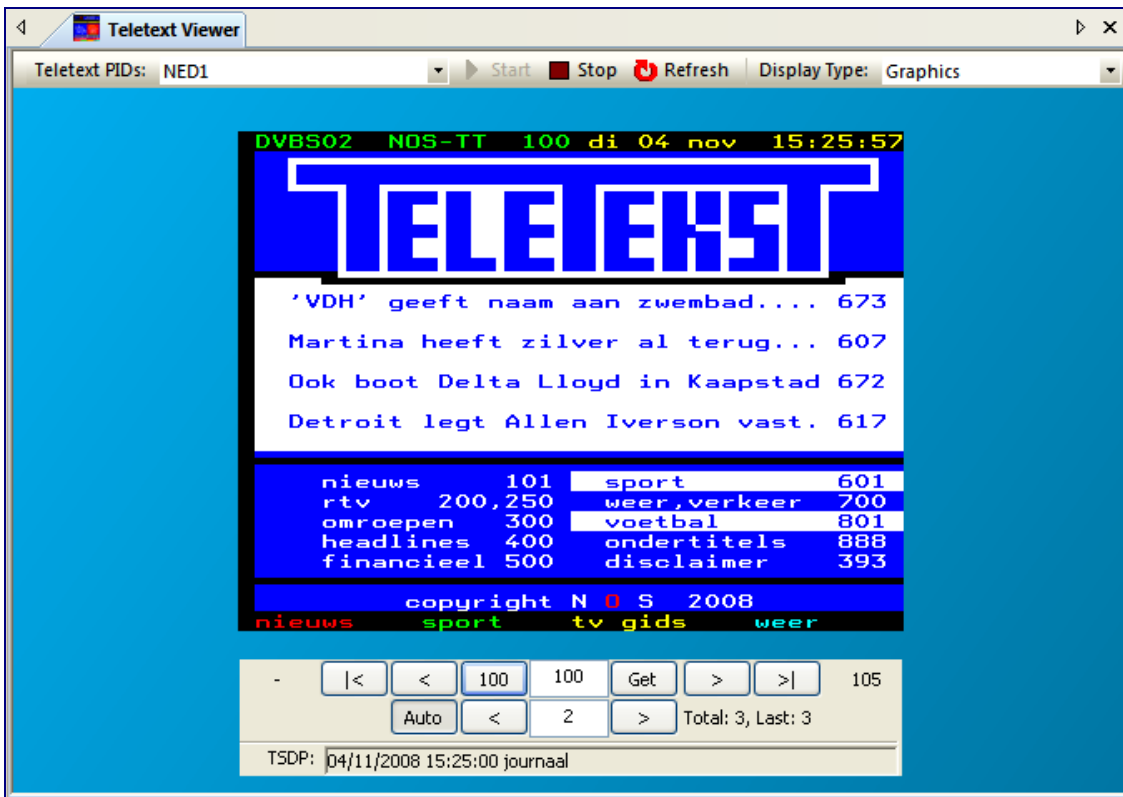 Teletext Viewer
Teletext PIDs: NED1 Start Stop Refresh Display Type: Graphics
DVBS02 NOS-TT 100 di 04 nov 15:25:57
TELETEKST
'VDH' geeft naam aan zwembad.... 673
Martina heeft zilver al terug... 607
Ook boot Delta Lloyd in Kaapstad 672
Detroit legt Allen Iverson vast. 617
nieuws 101 sport 601
rtv 200,250 weer,verkeer 700
omroepen 300 voetbal 801
headlines 400 ondertitels 888
financieel 500 disclaimer 393
copyright N O S 2008
nieuws sport tv gids weer
- |< < 100 100 Get > >| 105
Auto < 2 > Total: 3, Last: 3
TSDP: 04/11/2008 15:25:00 journaal